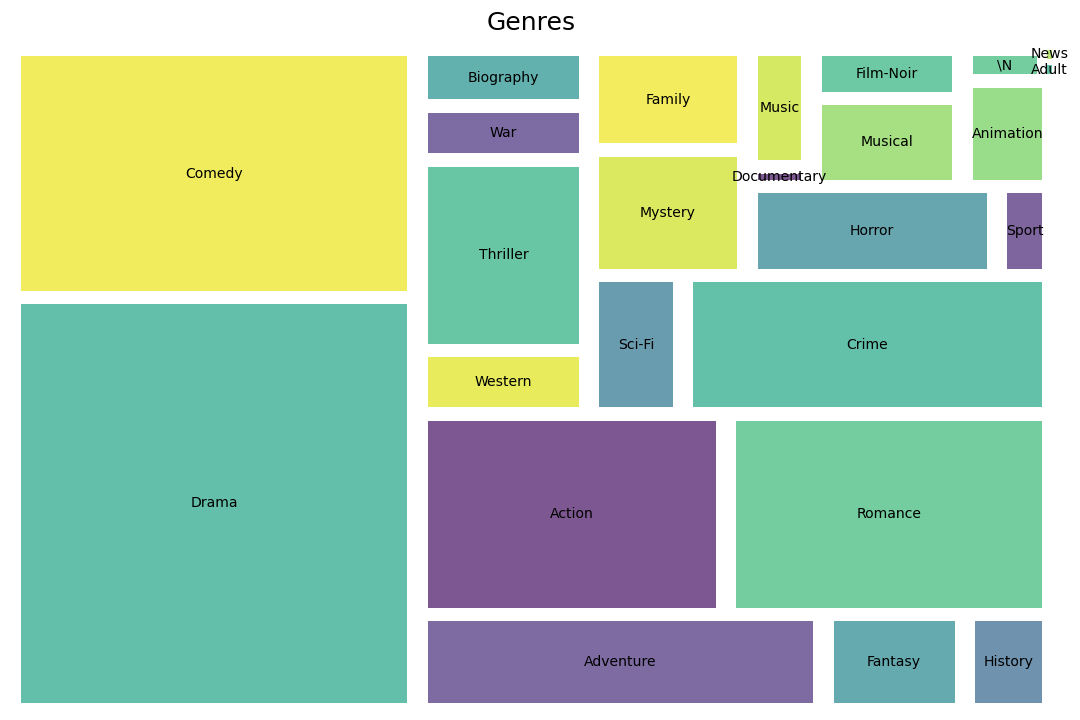 Genres
Comedy
Drama
Biography
War
Thriller
Western
Family
Mystery
Music
Documentary
Film-Noir
Musical
\N
News
Adult
Animation
Horror
Sport
Sci-Fi
Crime
Action
Romance
Adventure
Fantasy
History